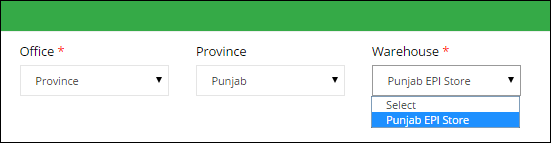 Office * Province Warehouse *
Province Punjab Punjab EPI Store
Select
Punjab EPI Store